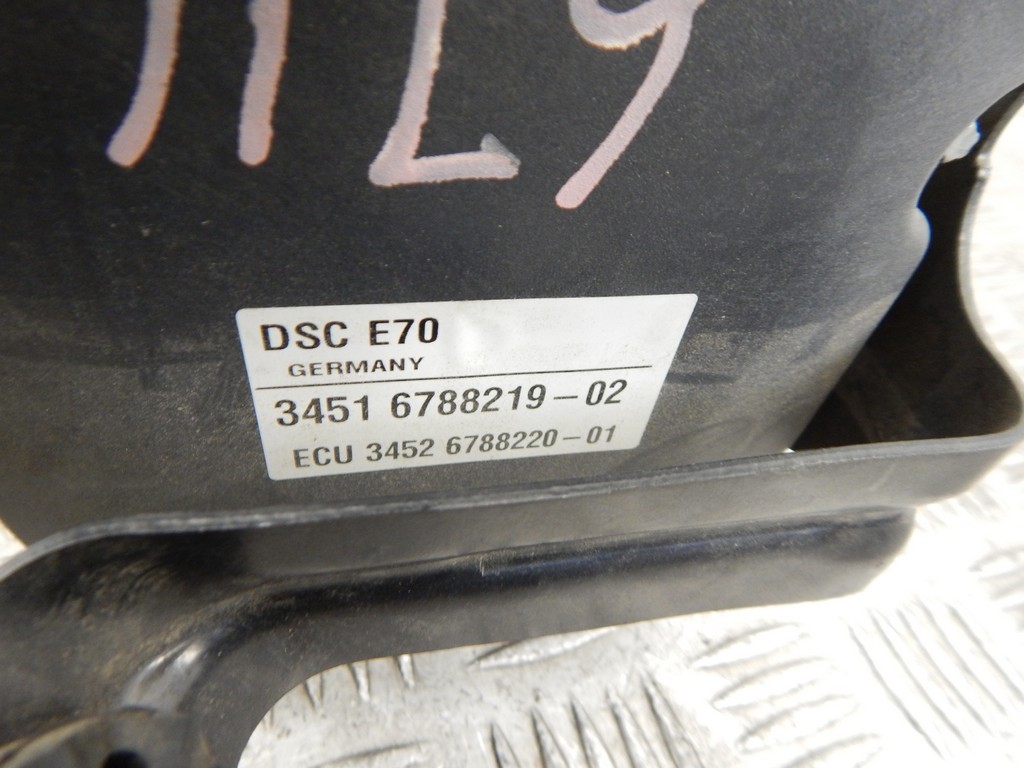 DSC E70
GERMANY
3451 6788219-02
ECU 3452 6788220-01